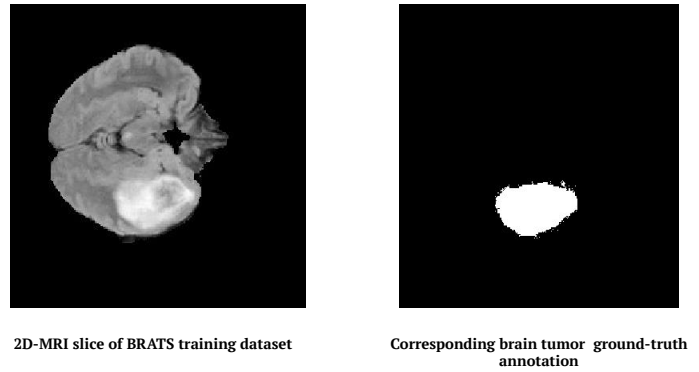 2D-MRI slice of BRATS training dataset
Corresponding brain tumor ground-truth
annotation